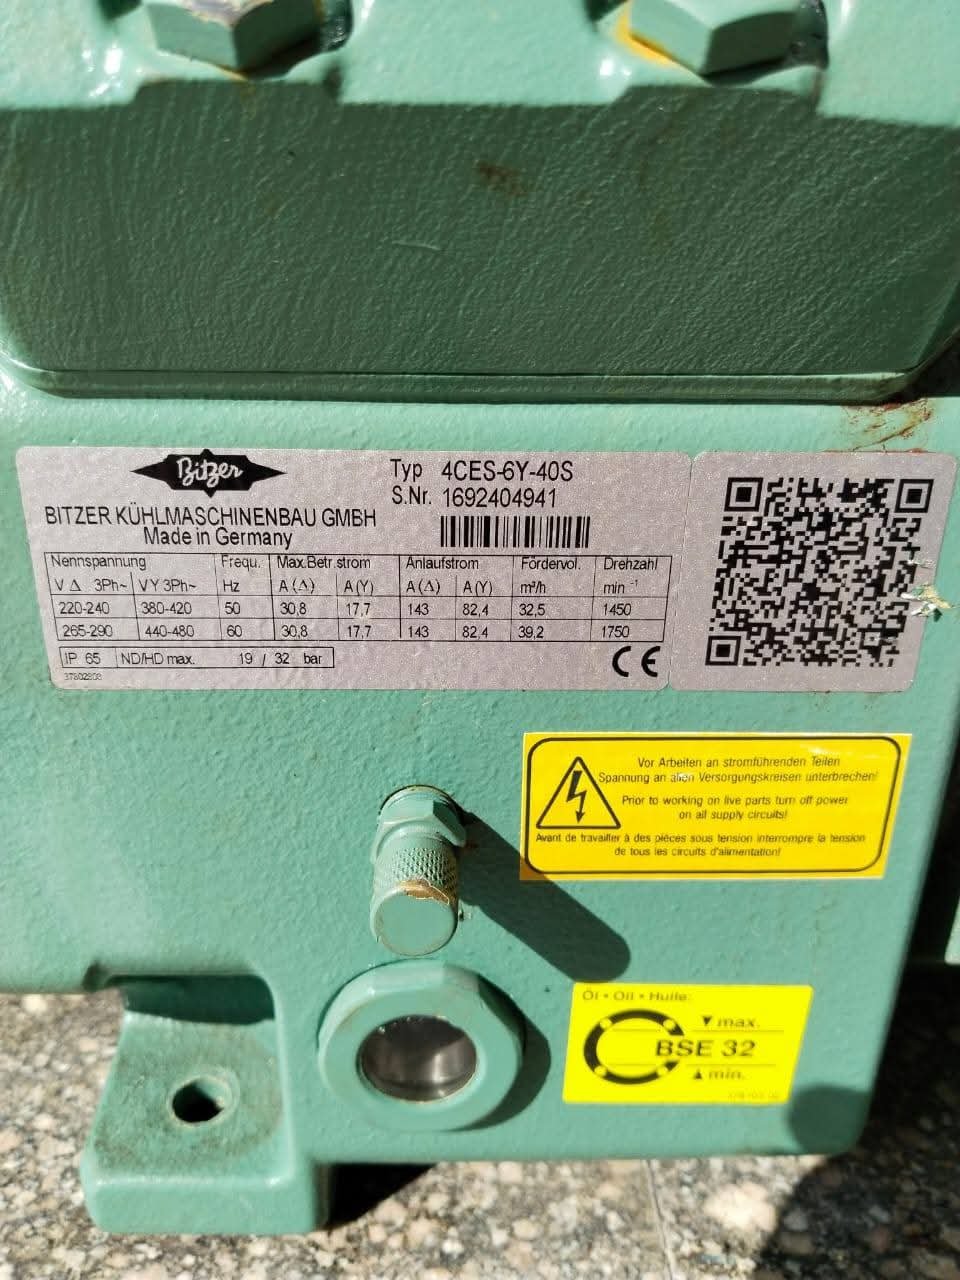 Bitzer
Typ 4CES-6Y-40S
S.Nr. 1692404941
BITZER KÜHLMASCHINENBAU GMBH
Made in Germany
Nennspannung Frequ. Max.Betr.strom Anlaufstrom Fördervol. Drehzahl
V Δ 3Ph~ V Y 3Ph~ Hz A (Δ) A (Y) A (Δ) A (Y) m³/h min -1
220-240 380-420 50 30,8 17,7 143 82,4 32,5 1450
265-290 440-480 60 30,8 17,7 143 82,4 39,2 1750
IP 65 ND/HD max. 19 / 32 bar
CE
Vor Arbeiten an stromführenden Teilen
Spannung an allen Versorgungskreisen unterbrechen!
Prior to working on live parts turn off power
on all supply circuits!
Avant de travailler à des pièces sous tension interrompre la tension
de tous les circuits d'alimentation!
Öl • Oil • Huile:
▼ max.
BSE 32
▲ min.